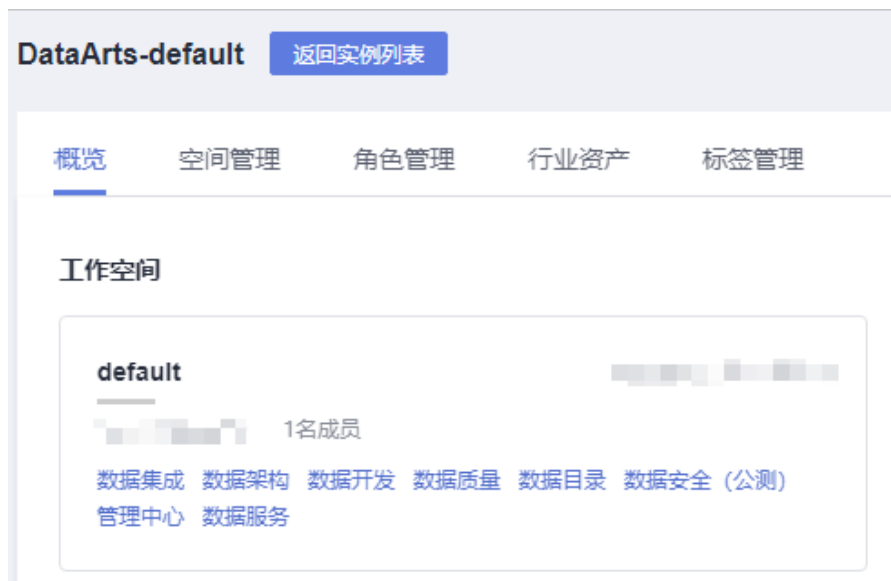 DataArts-default 返回实例列表
概览 空间管理 角色管理 行业资产 标签管理
工作空间
default
1名成员
数据集成 数据架构 数据开发 数据质量 数据目录 数据安全（公测）
管理中心 数据服务